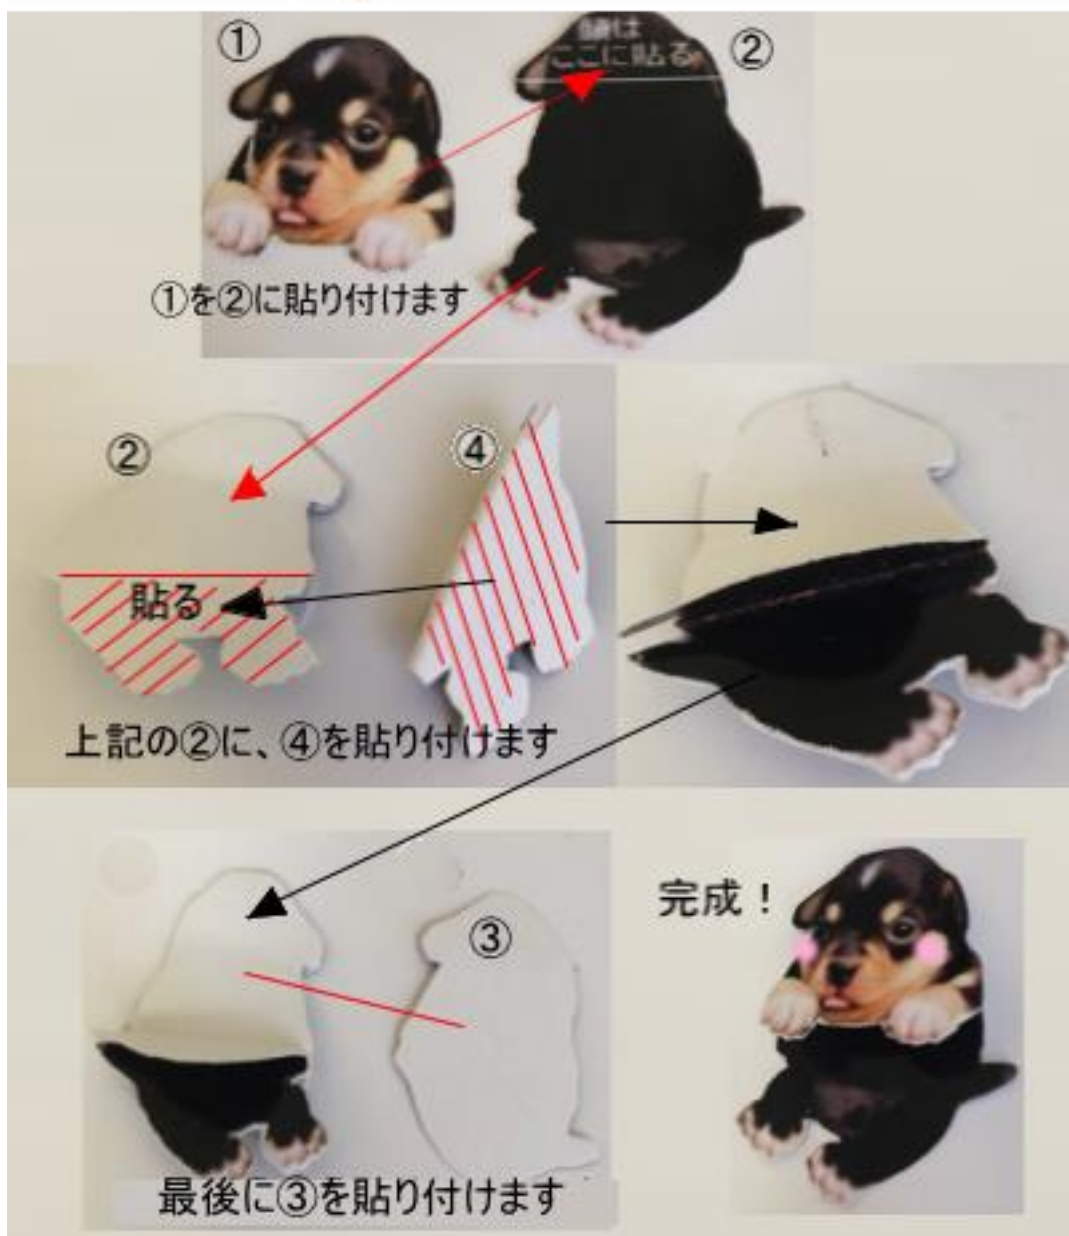 ①
②
ここに貼る
①を②に貼り付けます
②
④
貼る
上記の②に、④を貼り付けます
③
完成！
最後に③を貼り付けます